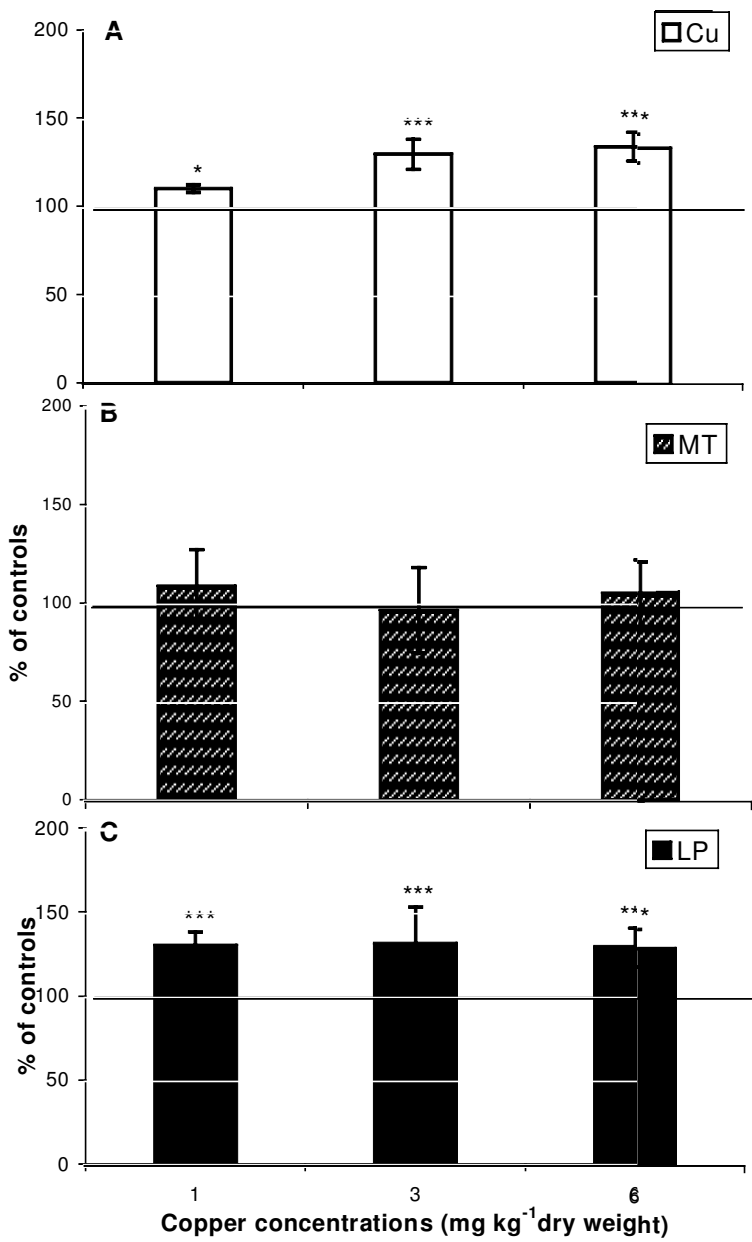 A
Cu
200
150
100
50
0
*
***
***
B
MT
200
150
100
50
0
% of controls
C
LP
200
150
100
50
0
***
***
***
% of controls
1 3 6
Copper concentrations (mg kg-1 dry weight)